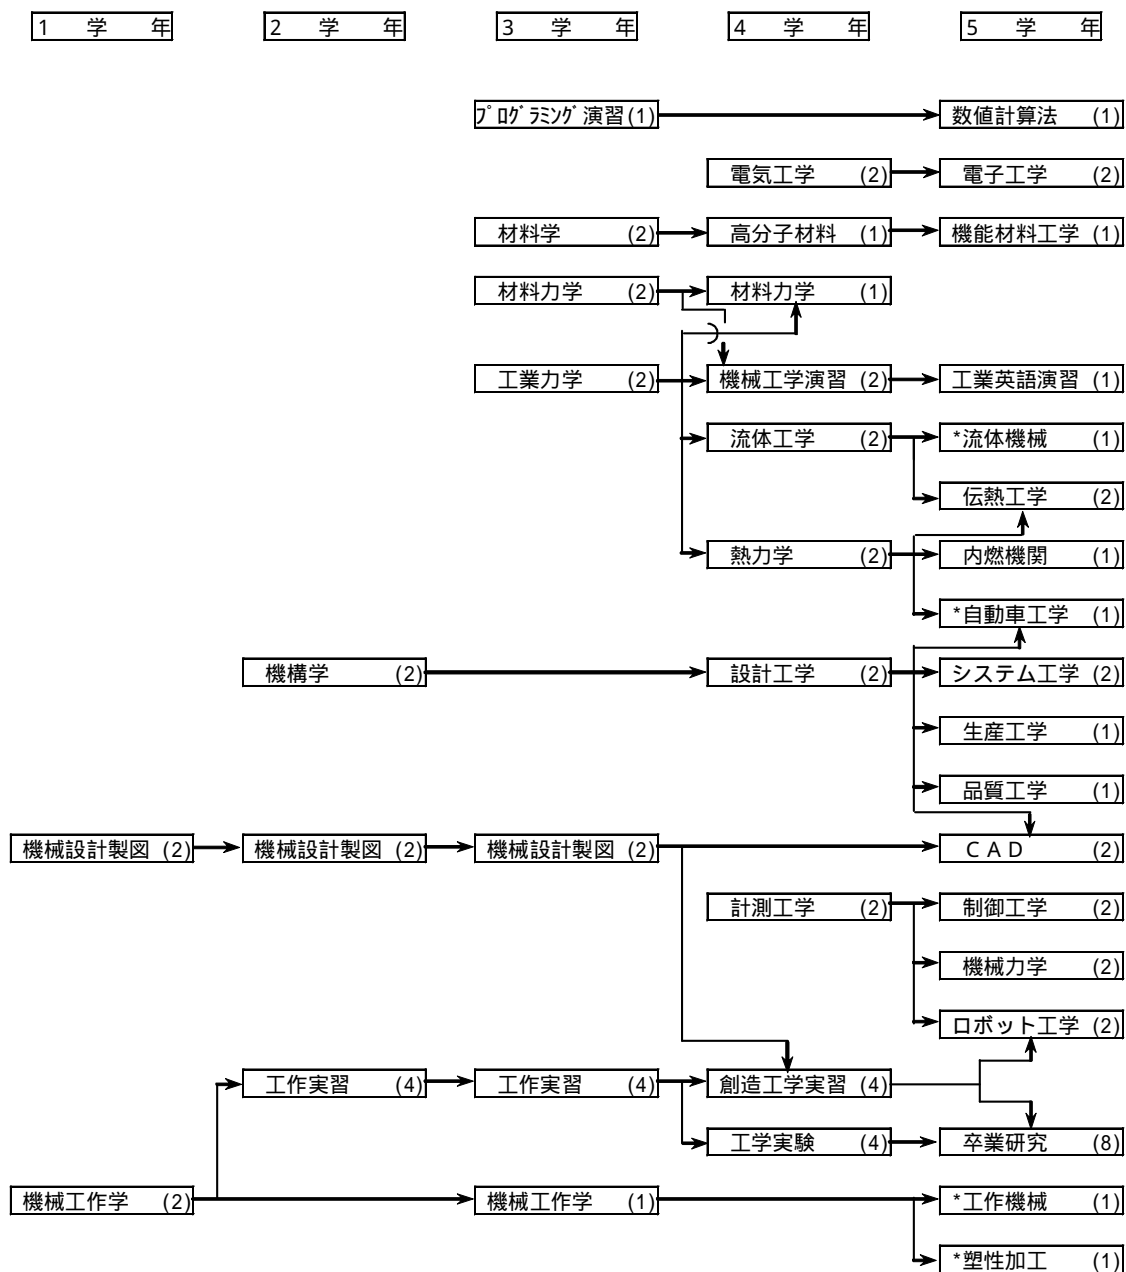 1 学 年 2 学 年 3 学 年 4 学 年 5 学 年
ﾌﾟﾛｸﾞﾗﾐﾝｸﾞ演習(1) 数値計算法 (1)
電気工学 (2) 電子工学 (2)
材料学 (2) 高分子材料 (1) 機能材料工学 (1)
材料力学 (2) 材料力学 (1)
工業力学 (2) 機械工学演習 (2) 工業英語演習 (1)
流体工学 (2) *流体機械 (1)
伝熱工学 (2)
熱力学 (2) 内燃機関 (1)
*自動車工学 (1)
機構学 (2) 設計工学 (2) システム工学 (2)
生産工学 (1)
品質工学 (1)
機械設計製図 (2) 機械設計製図 (2) 機械設計製図 (2) ＣＡＤ (2)
計測工学 (2) 制御工学 (2)
機械力学 (2)
ロボット工学 (2)
工作実習 (4) 工作実習 (4) 創造工学実習 (4)
工学実験 (4) 卒業研究 (8)
機械工作学 (2) 機械工作学 (1) *工作機械 (1)
*塑性加工 (1)